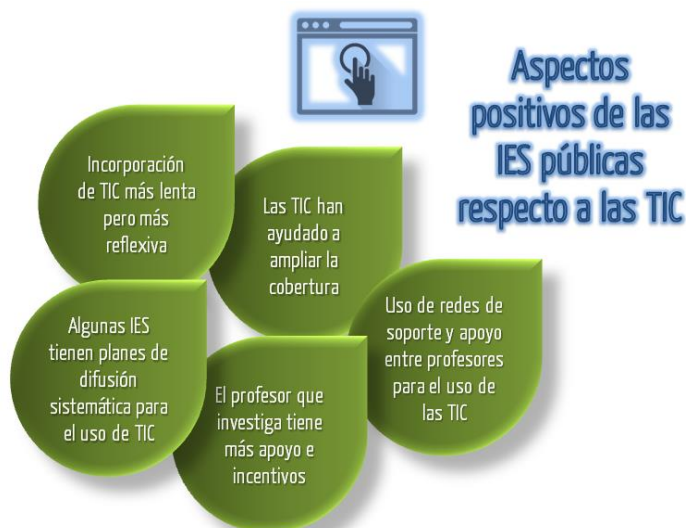 Aspectos
positivos de las
IES públicas
respecto a las TIC
Incorporación
de TIC más lenta
pero más
reflexiva
Las TIC han
ayudado a
ampliar la
cobertura
Uso de redes de
soporte y apoyo
entre profesores
para el uso de
las TIC
Algunas IES
tienen planes de
difusión
sistemática para
el uso de TIC
El profesor que
investiga tiene
más apoyo e
incentivos